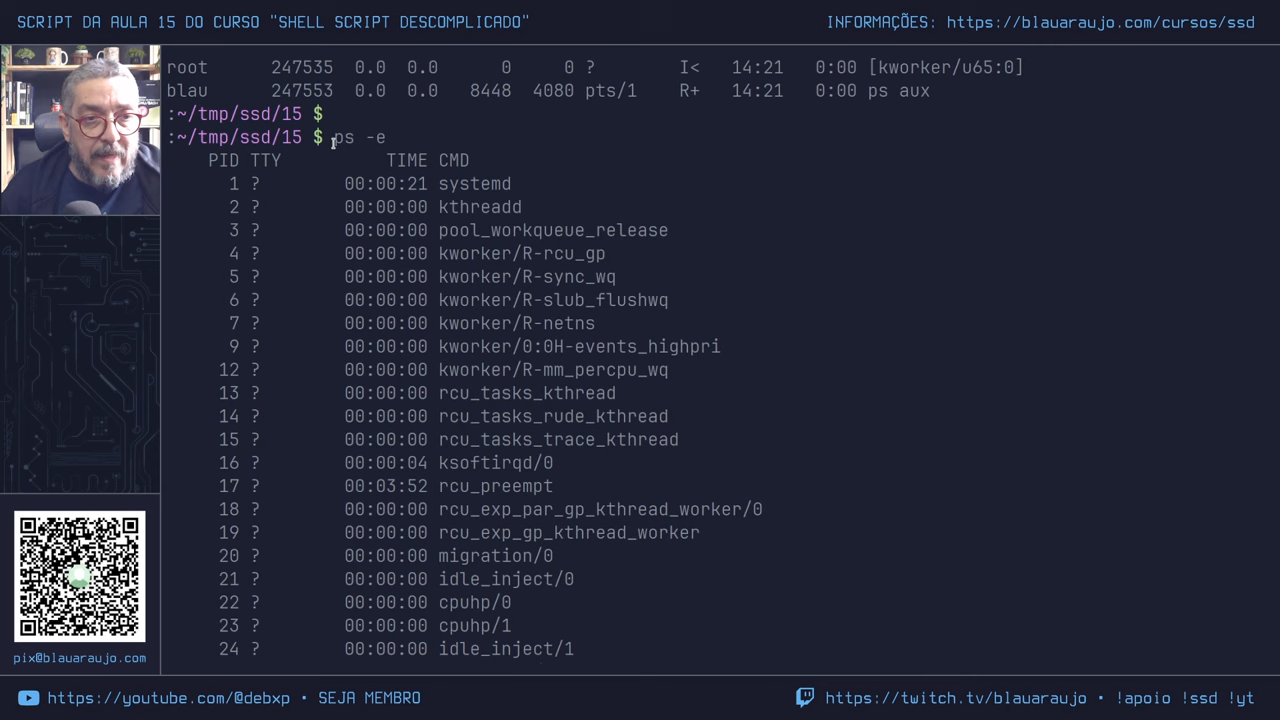 SCRIPT DA AULA 15 DO CURSO "SHELL SCRIPT DESCOMPLICADO"
INFORMAÇÕES: https://blauaraujo.com/cursos/ssd
root 247535 0.0 0.0 0 0 ? I< 14:21 0:00 [kworker/u65:0]
blau 247553 0.0 0.0 8448 4080 pts/1 R+ 14:21 0:00 ps aux
:~/tmp/ssd/15 $
:~/tmp/ssd/15 $ ps -e
PID TTY TIME CMD
1 ? 00:00:21 systemd
2 ? 00:00:00 kthreadd
3 ? 00:00:00 pool_workqueue_release
4 ? 00:00:00 kworker/R-rcu_gp
5 ? 00:00:00 kworker/R-sync_wq
6 ? 00:00:00 kworker/R-slub_flushwq
7 ? 00:00:00 kworker/R-netns
9 ? 00:00:00 kworker/0:0H-events_highpri
12 ? 00:00:00 kworker/R-mm_percpu_wq
13 ? 00:00:00 rcu_tasks_kthread
14 ? 00:00:00 rcu_tasks_rude_kthread
15 ? 00:00:00 rcu_tasks_trace_kthread
16 ? 00:00:04 ksoftirqd/0
17 ? 00:03:52 rcu_preempt
18 ? 00:00:00 rcu_exp_par_gp_kthread_worker/0
19 ? 00:00:00 rcu_exp_gp_kthread_worker
20 ? 00:00:00 migration/0
21 ? 00:00:00 idle_inject/0
22 ? 00:00:00 cpuhp/0
23 ? 00:00:00 cpuhp/1
24 ? 00:00:00 idle_inject/1
pix@blauaraujo.com
https://youtube.com/@debxp • SEJA MEMBRO
https://twitch.tv/blauaraujo • !apoio !ssd !yt